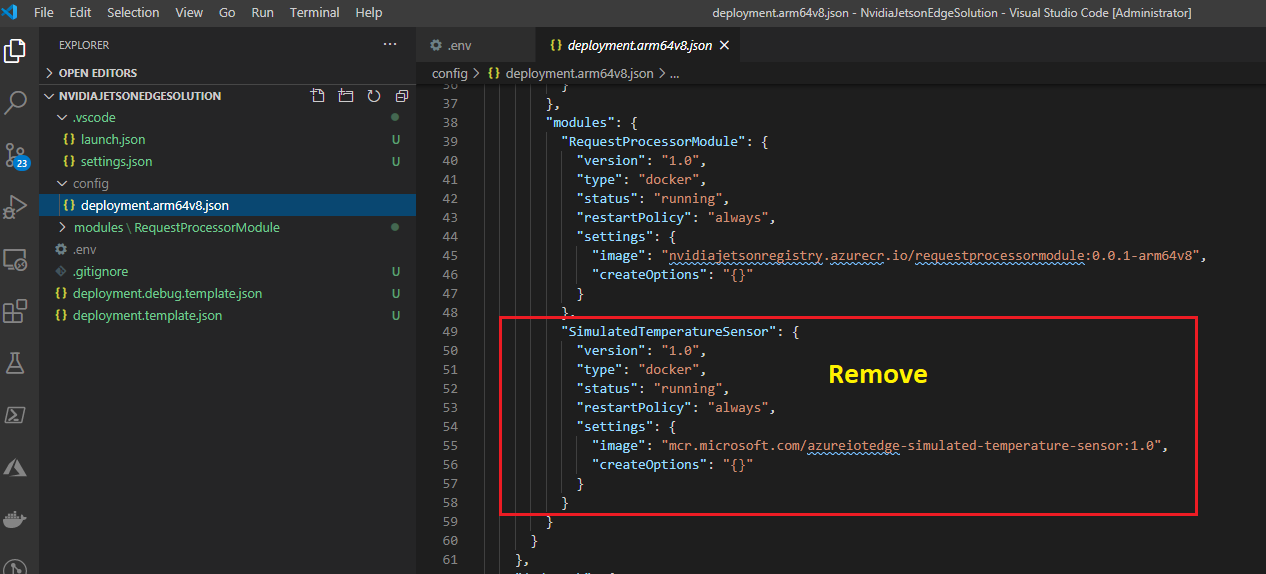 File Edit Selection View Go Run Terminal Help deployment.arm64v8.json - NvidiaJetsonEdgeSolution - Visual Studio Code [Administrator]
EXPLORER ...
OPEN EDITORS
NVIDIAJETSONEDGESOLUTION
.vscode
launch.json U
settings.json U
config
{} deployment.arm64v8.json
modules \ RequestProcessorModule
.env
.gitignore U
{} deployment.debug.template.json U
{} deployment.template.json U
23
.env {} deployment.arm64v8.json ×
config > {} deployment.arm64v8.json > ...
36 }
37 },
38 "modules": {
39 "RequestProcessorModule": {
40 "version": "1.0",
41 "type": "docker",
42 "status": "running",
43 "restartPolicy": "always",
44 "settings": {
45 "image": "nvidiajetsonregistry.azurecr.io/requestprocessormodule:0.0.1-arm64v8",
46 "createOptions": "{}"
47 }
48 },
49 "SimulatedTemperatureSensor": {
50 "version": "1.0",
51 "type": "docker",
52 "status": "running",
53 "restartPolicy": "always",
54 "settings": {
55 "image": "mcr.microsoft.com/azureiotedge-simulated-temperature-sensor:1.0",
56 "createOptions": "{}"
57 }
58 }
59 }
60 }
61 },
Remove